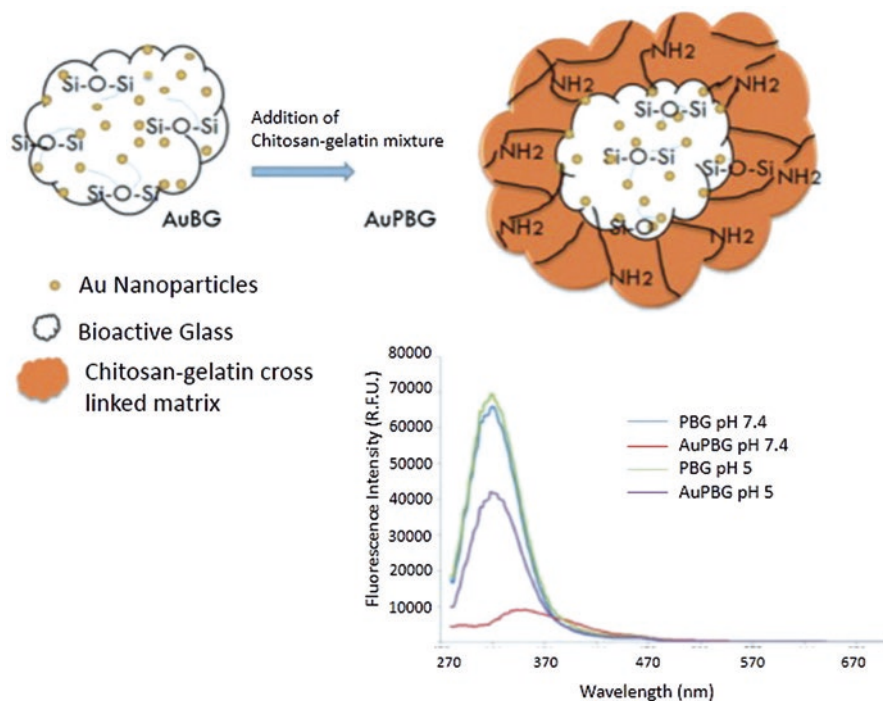 Si-O-Si
Si-O-Si
Si-O-Si
Si-O-Si
AuBG
Addition of
Chitosan-gelatin mixture
AuPBG
NH2
NH2
NH2
Si-O-Si
NH2
Si-O-Si
Si-O-Si
NH2
NH2
Si-O
NH2
NH2
Au Nanoparticles
Bioactive Glass
Chitosan-gelatin cross
linked matrix
Fluorescence Intensity (R.F.U.)
80000
70000
60000
50000
40000
30000
20000
10000
PBG pH 7.4
AuPBG pH 7.4
PBG pH 5
AuPBG pH 5
270 370 470 570 670
Wavelength (nm)